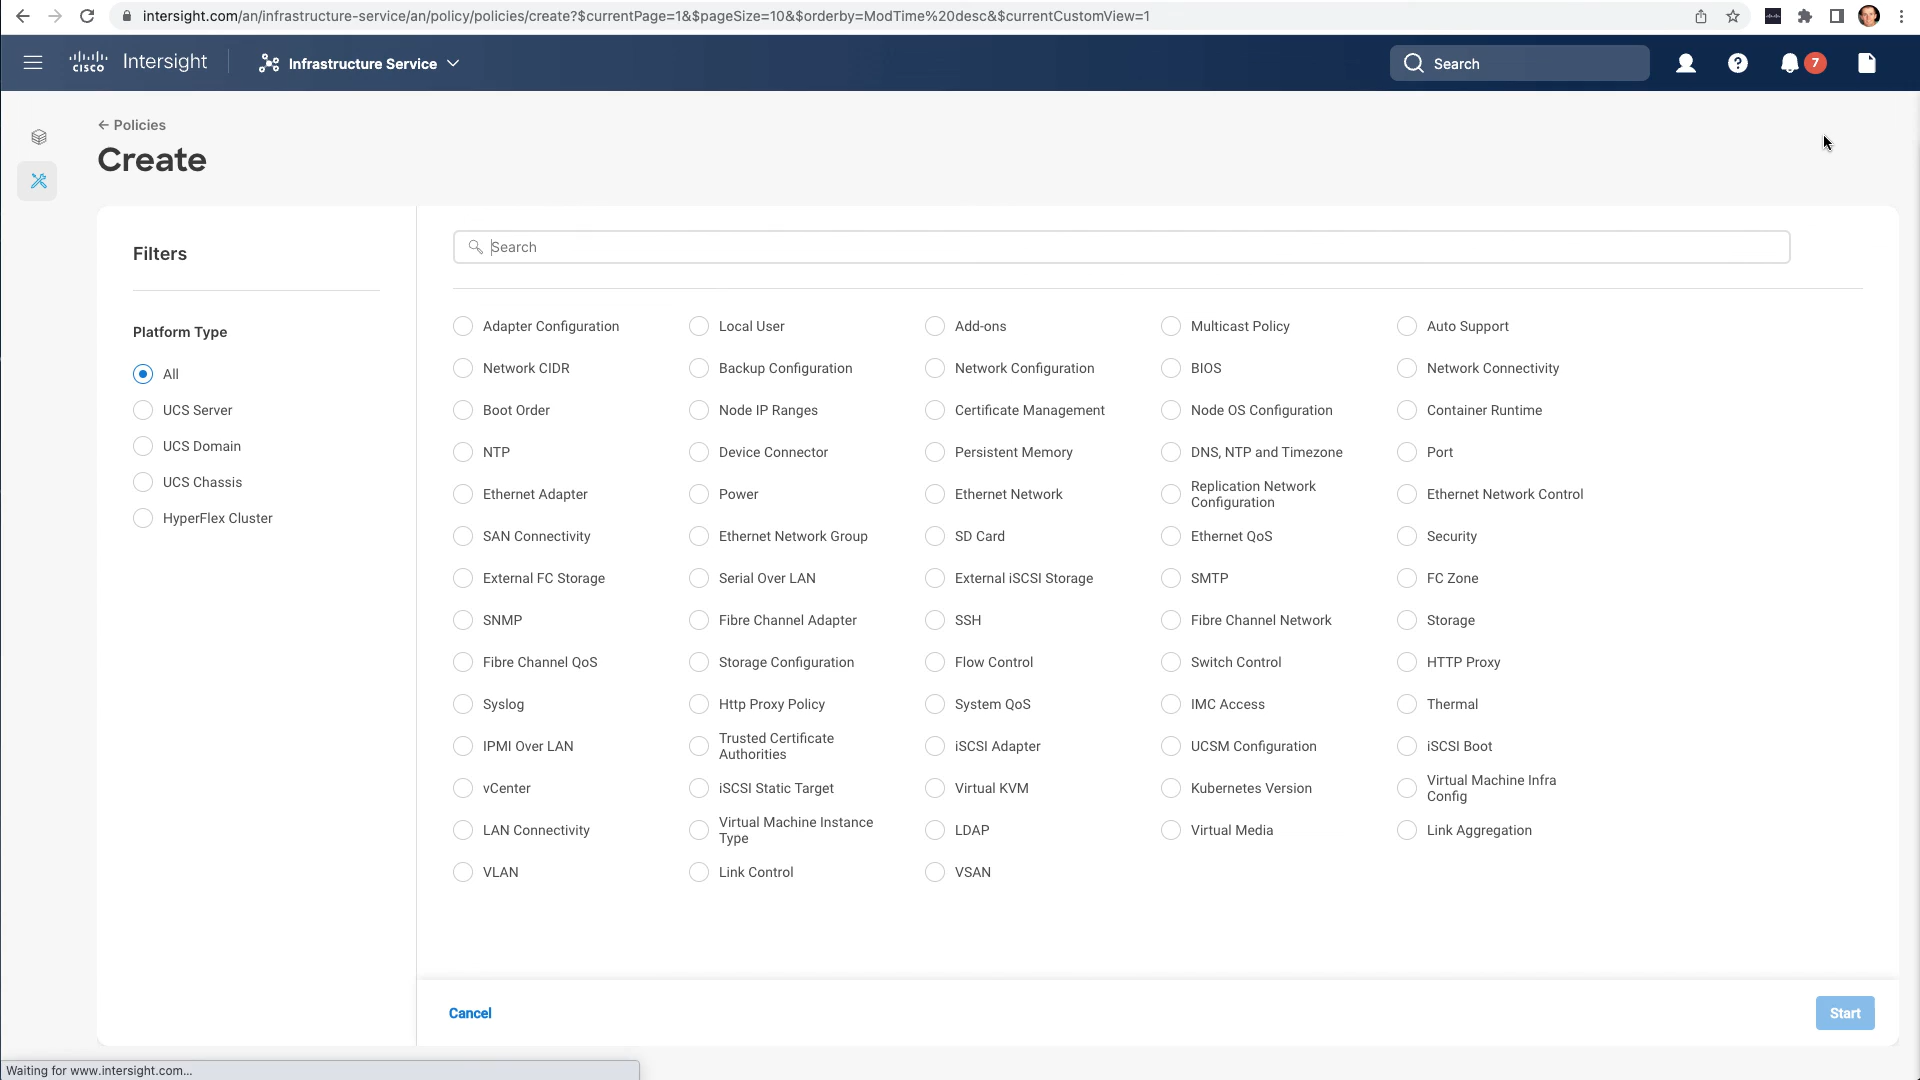 intersight.com/an/infrastructure-service/an/policy/policies/create?$currentPage=1&$pageSize=10&$orderby=ModTime%20desc&$currentCustomView=1
CISCO Intersight Infrastructure Service Search 7
Policies
Create
Filters
Platform Type
All
UCS Server
UCS Domain
UCS Chassis
HyperFlex Cluster
Search
Adapter Configuration Local User Add-ons Multicast Policy Auto Support
Network CIDR Backup Configuration Network Configuration BIOS Network Connectivity
Boot Order Node IP Ranges Certificate Management Node OS Configuration Container Runtime
NTP Device Connector Persistent Memory DNS, NTP and Timezone Port
Ethernet Adapter Power Ethernet Network Replication Network Configuration Ethernet Network Control
SAN Connectivity Ethernet Network Group SD Card Ethernet QoS Security
External FC Storage Serial Over LAN External iSCSI Storage SMTP FC Zone
SNMP Fibre Channel Adapter SSH Fibre Channel Network Storage
Fibre Channel QoS Storage Configuration Flow Control Switch Control HTTP Proxy
Syslog Http Proxy Policy System QoS IMC Access Thermal
IPMI Over LAN Trusted Certificate Authorities iSCSI Adapter UCSM Configuration iSCSI Boot
vCenter iSCSI Static Target Virtual KVM Kubernetes Version Virtual Machine Infra Config
LAN Connectivity Virtual Machine Instance Type LDAP Virtual Media Link Aggregation
VLAN Link Control VSAN
Cancel Start
Waiting for www.intersight.com...